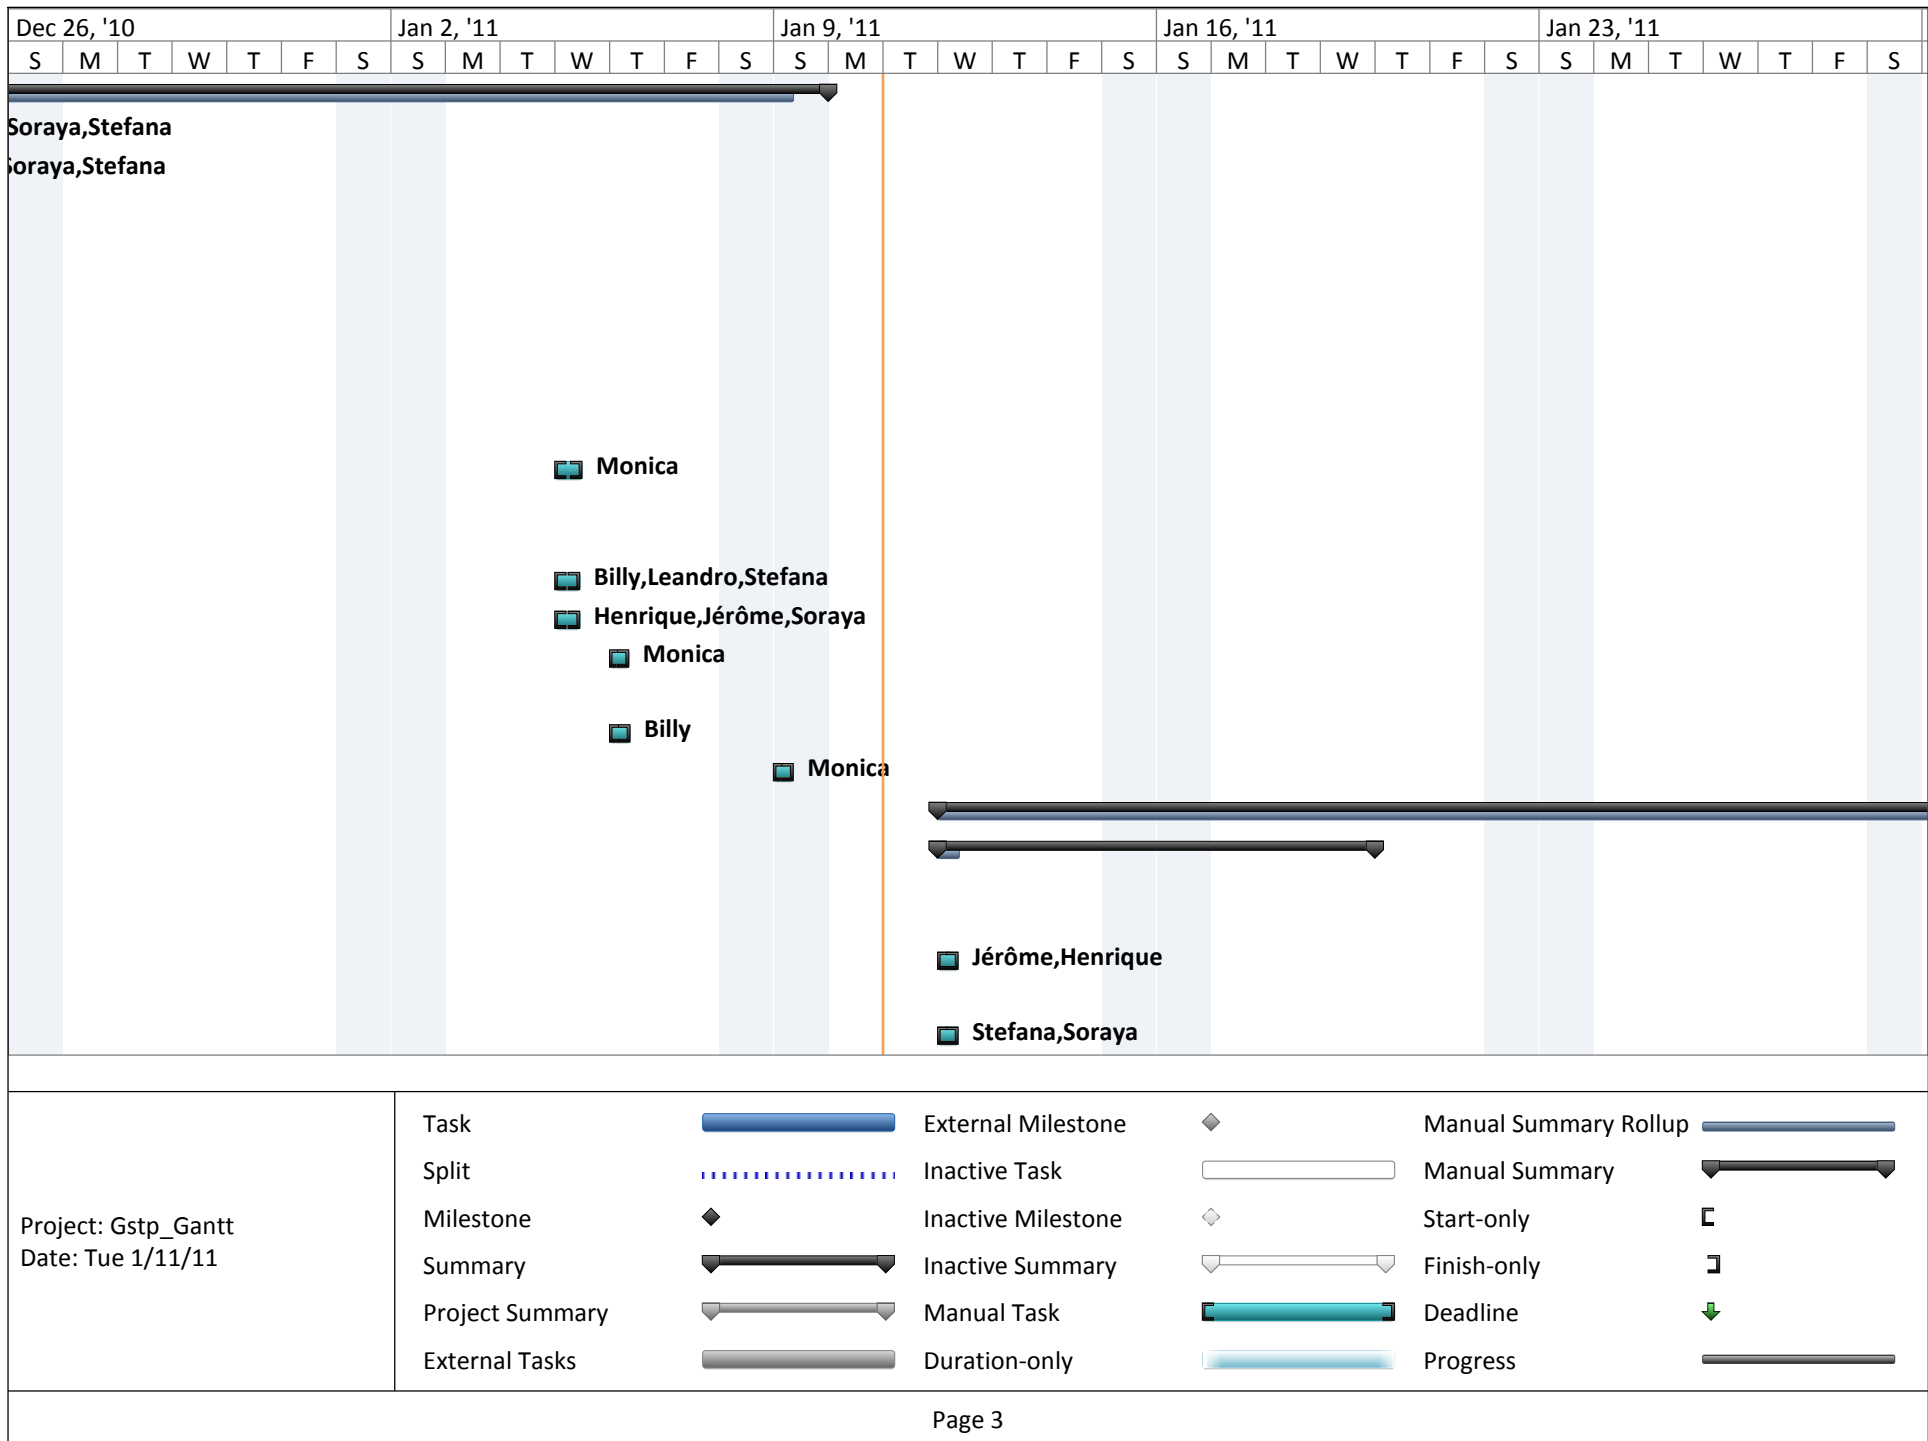 Dec 26, '10 Jan 2, '11 Jan 9, '11 Jan 16, '11 Jan 23, '11
S M T W T F S S M T W T F S S M T W T F S S M T W T F S S M T W T F S
Soraya,Stefana
Soraya,Stefana
Monica
Billy,Leandro,Stefana
Henrique,Jérôme,Soraya
Monica
Billy
Monica
Jérôme,Henrique
Stefana,Soraya
Project: Gstp_Gantt
Date: Tue 1/11/11
Task
Split
Milestone
Summary
Project Summary
External Tasks
External Milestone
Inactive Task
Inactive Milestone
Inactive Summary
Manual Task
Duration-only
Manual Summary Rollup
Manual Summary
Start-only
Finish-only
Deadline
Progress
Page 3